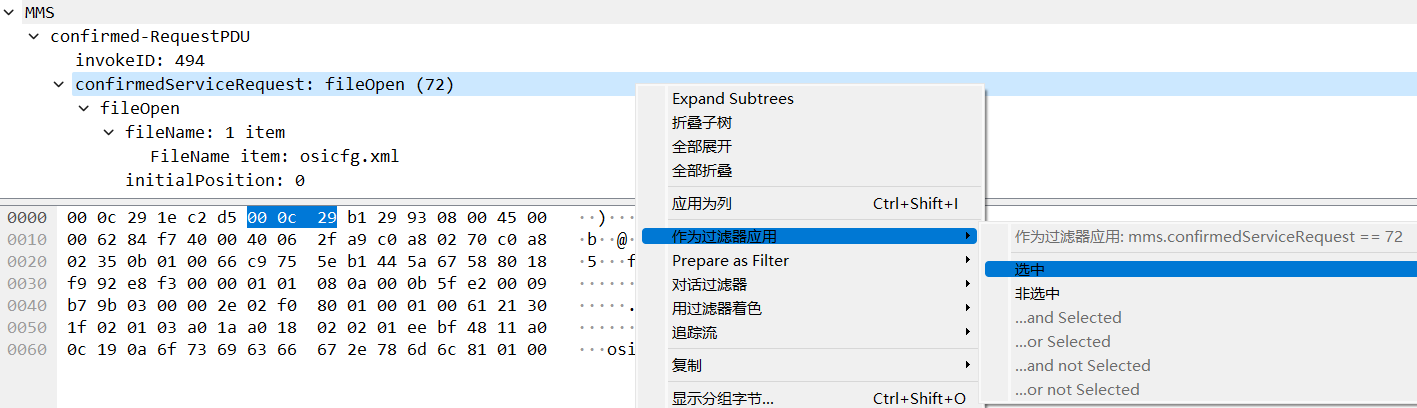 MMS
confirmed-RequestPDU
invokeID: 494
confirmedServiceRequest: fileOpen (72)
fileOpen
fileName: 1 item
FileName item: osicfg.xml
initialPosition: 0
0000 00 0c 29 1e c2 d5 00 0c 29 b1 29 93 08 00 45 00 ··)···
0010 00 62 84 f7 40 00 40 06 2f a9 c0 a8 02 70 c0 a8 ·b··@·
0020 02 35 0b 01 00 66 c9 75 5e b1 44 5a 67 58 80 18 ·5···f
0030 f9 92 e8 f3 00 00 01 01 08 0a 00 0b 5f e2 00 09 ······
0040 b7 9b 03 00 00 2e 02 f0 80 01 00 01 00 61 21 30 ·····.
0050 1f 02 01 03 a0 1a a0 18 02 02 01 ee bf 48 11 a0 ······
0060 0c 19 0a 6f 73 69 63 66 67 2e 78 6d 6c 81 01 00 ···osi
Expand Subtrees
折叠子树
全部展开
全部折叠
应用为列 Ctrl+Shift+I
作为过滤器应用
Prepare as Filter
对话过滤器
用过滤器着色
追踪流
复制
显示分组字节... Ctrl+Shift+O
作为过滤器应用: mms.confirmedServiceRequest == 72
选中
非选中
...and Selected
...or Selected
...and not Selected
...or not Selected